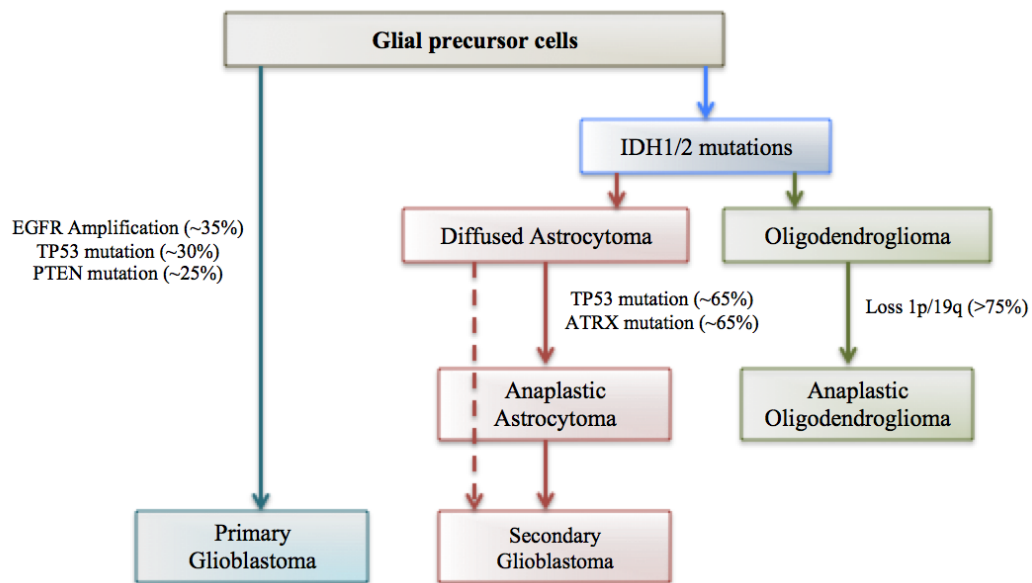 Glial precursor cells
IDH1/2 mutations
EGFR Amplification (~35%)
TP53 mutation (~30%)
PTEN mutation (~25%)
Diffused Astrocytoma
Oligodendroglioma
TP53 mutation (~65%)
ATRX mutation (~65%)
Loss 1p/19q (>75%)
Anaplastic
Astrocytoma
Anaplastic
Oligodendroglioma
Primary
Glioblastoma
Secondary
Glioblastoma